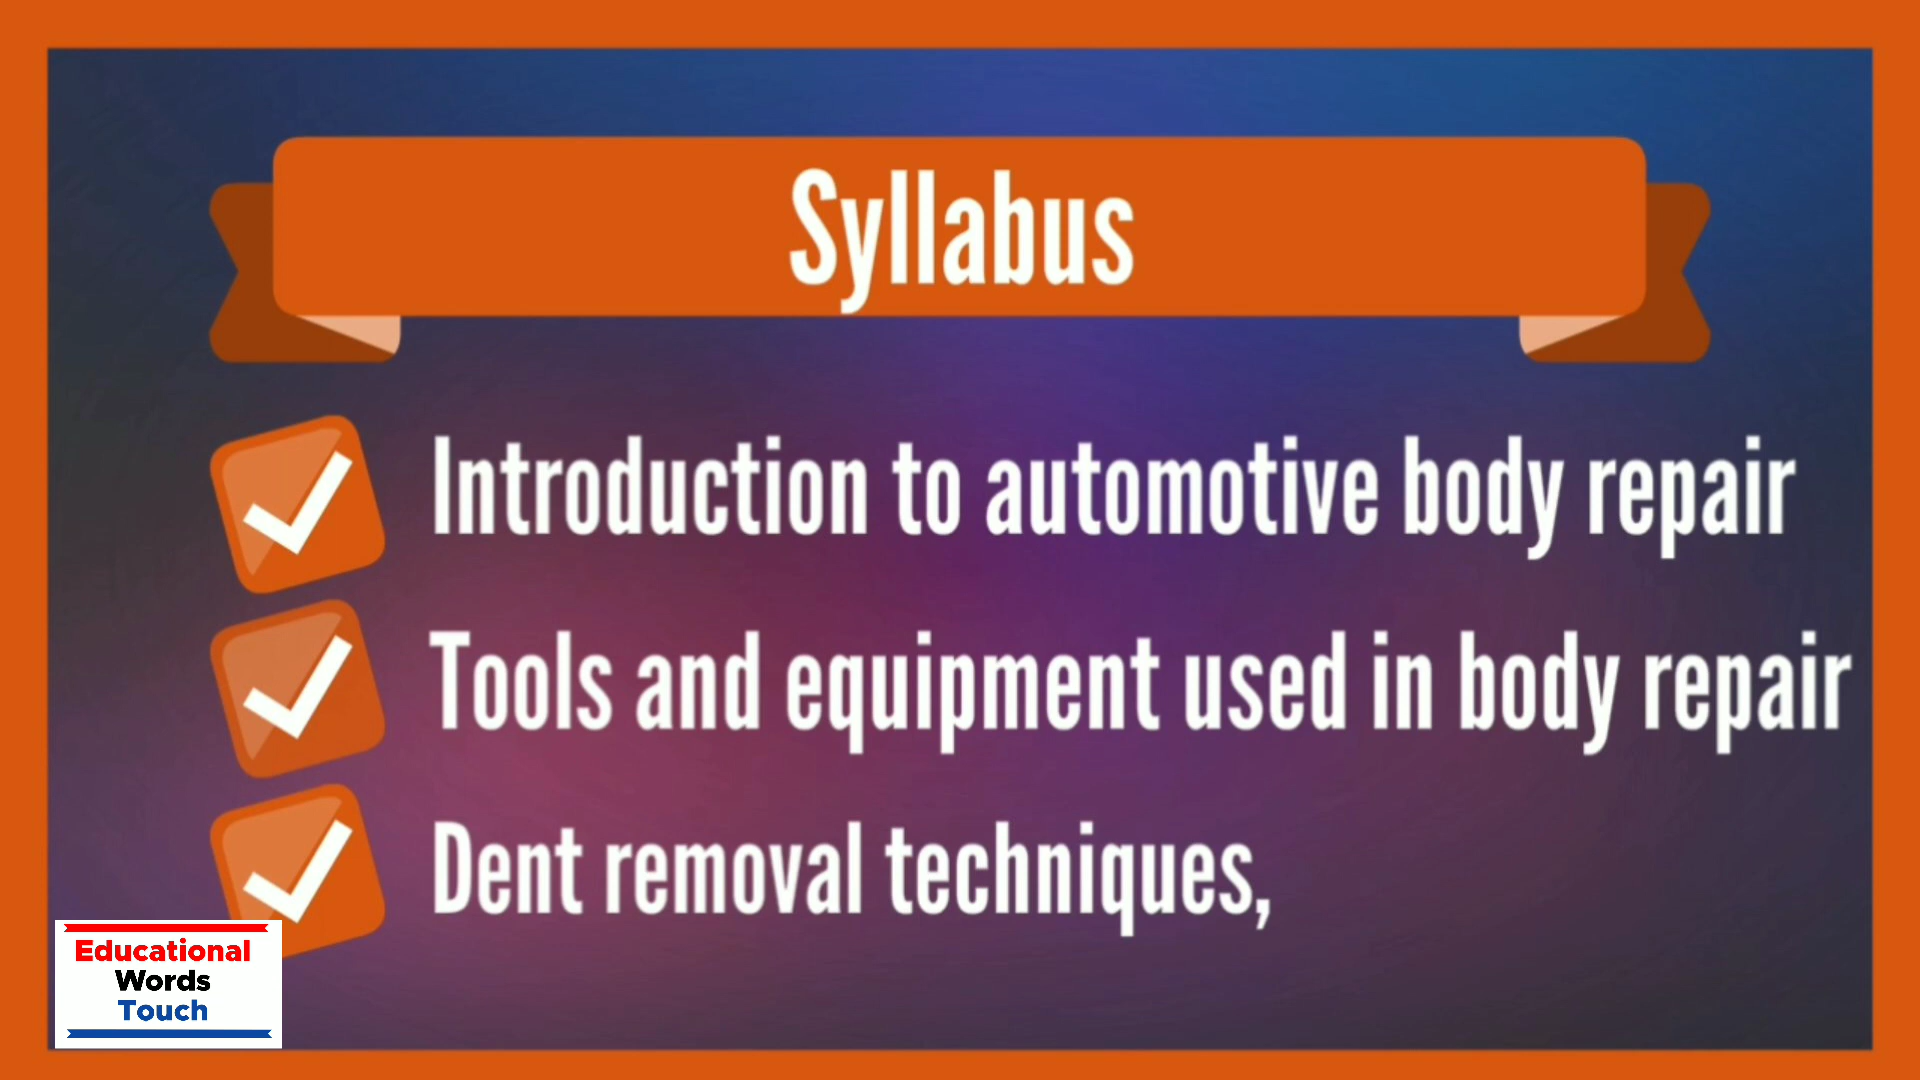 Syllabus
Introduction to automotive body repair
Tools and equipment used in body repair
Dent removal techniques,
Educational
Words
Touch